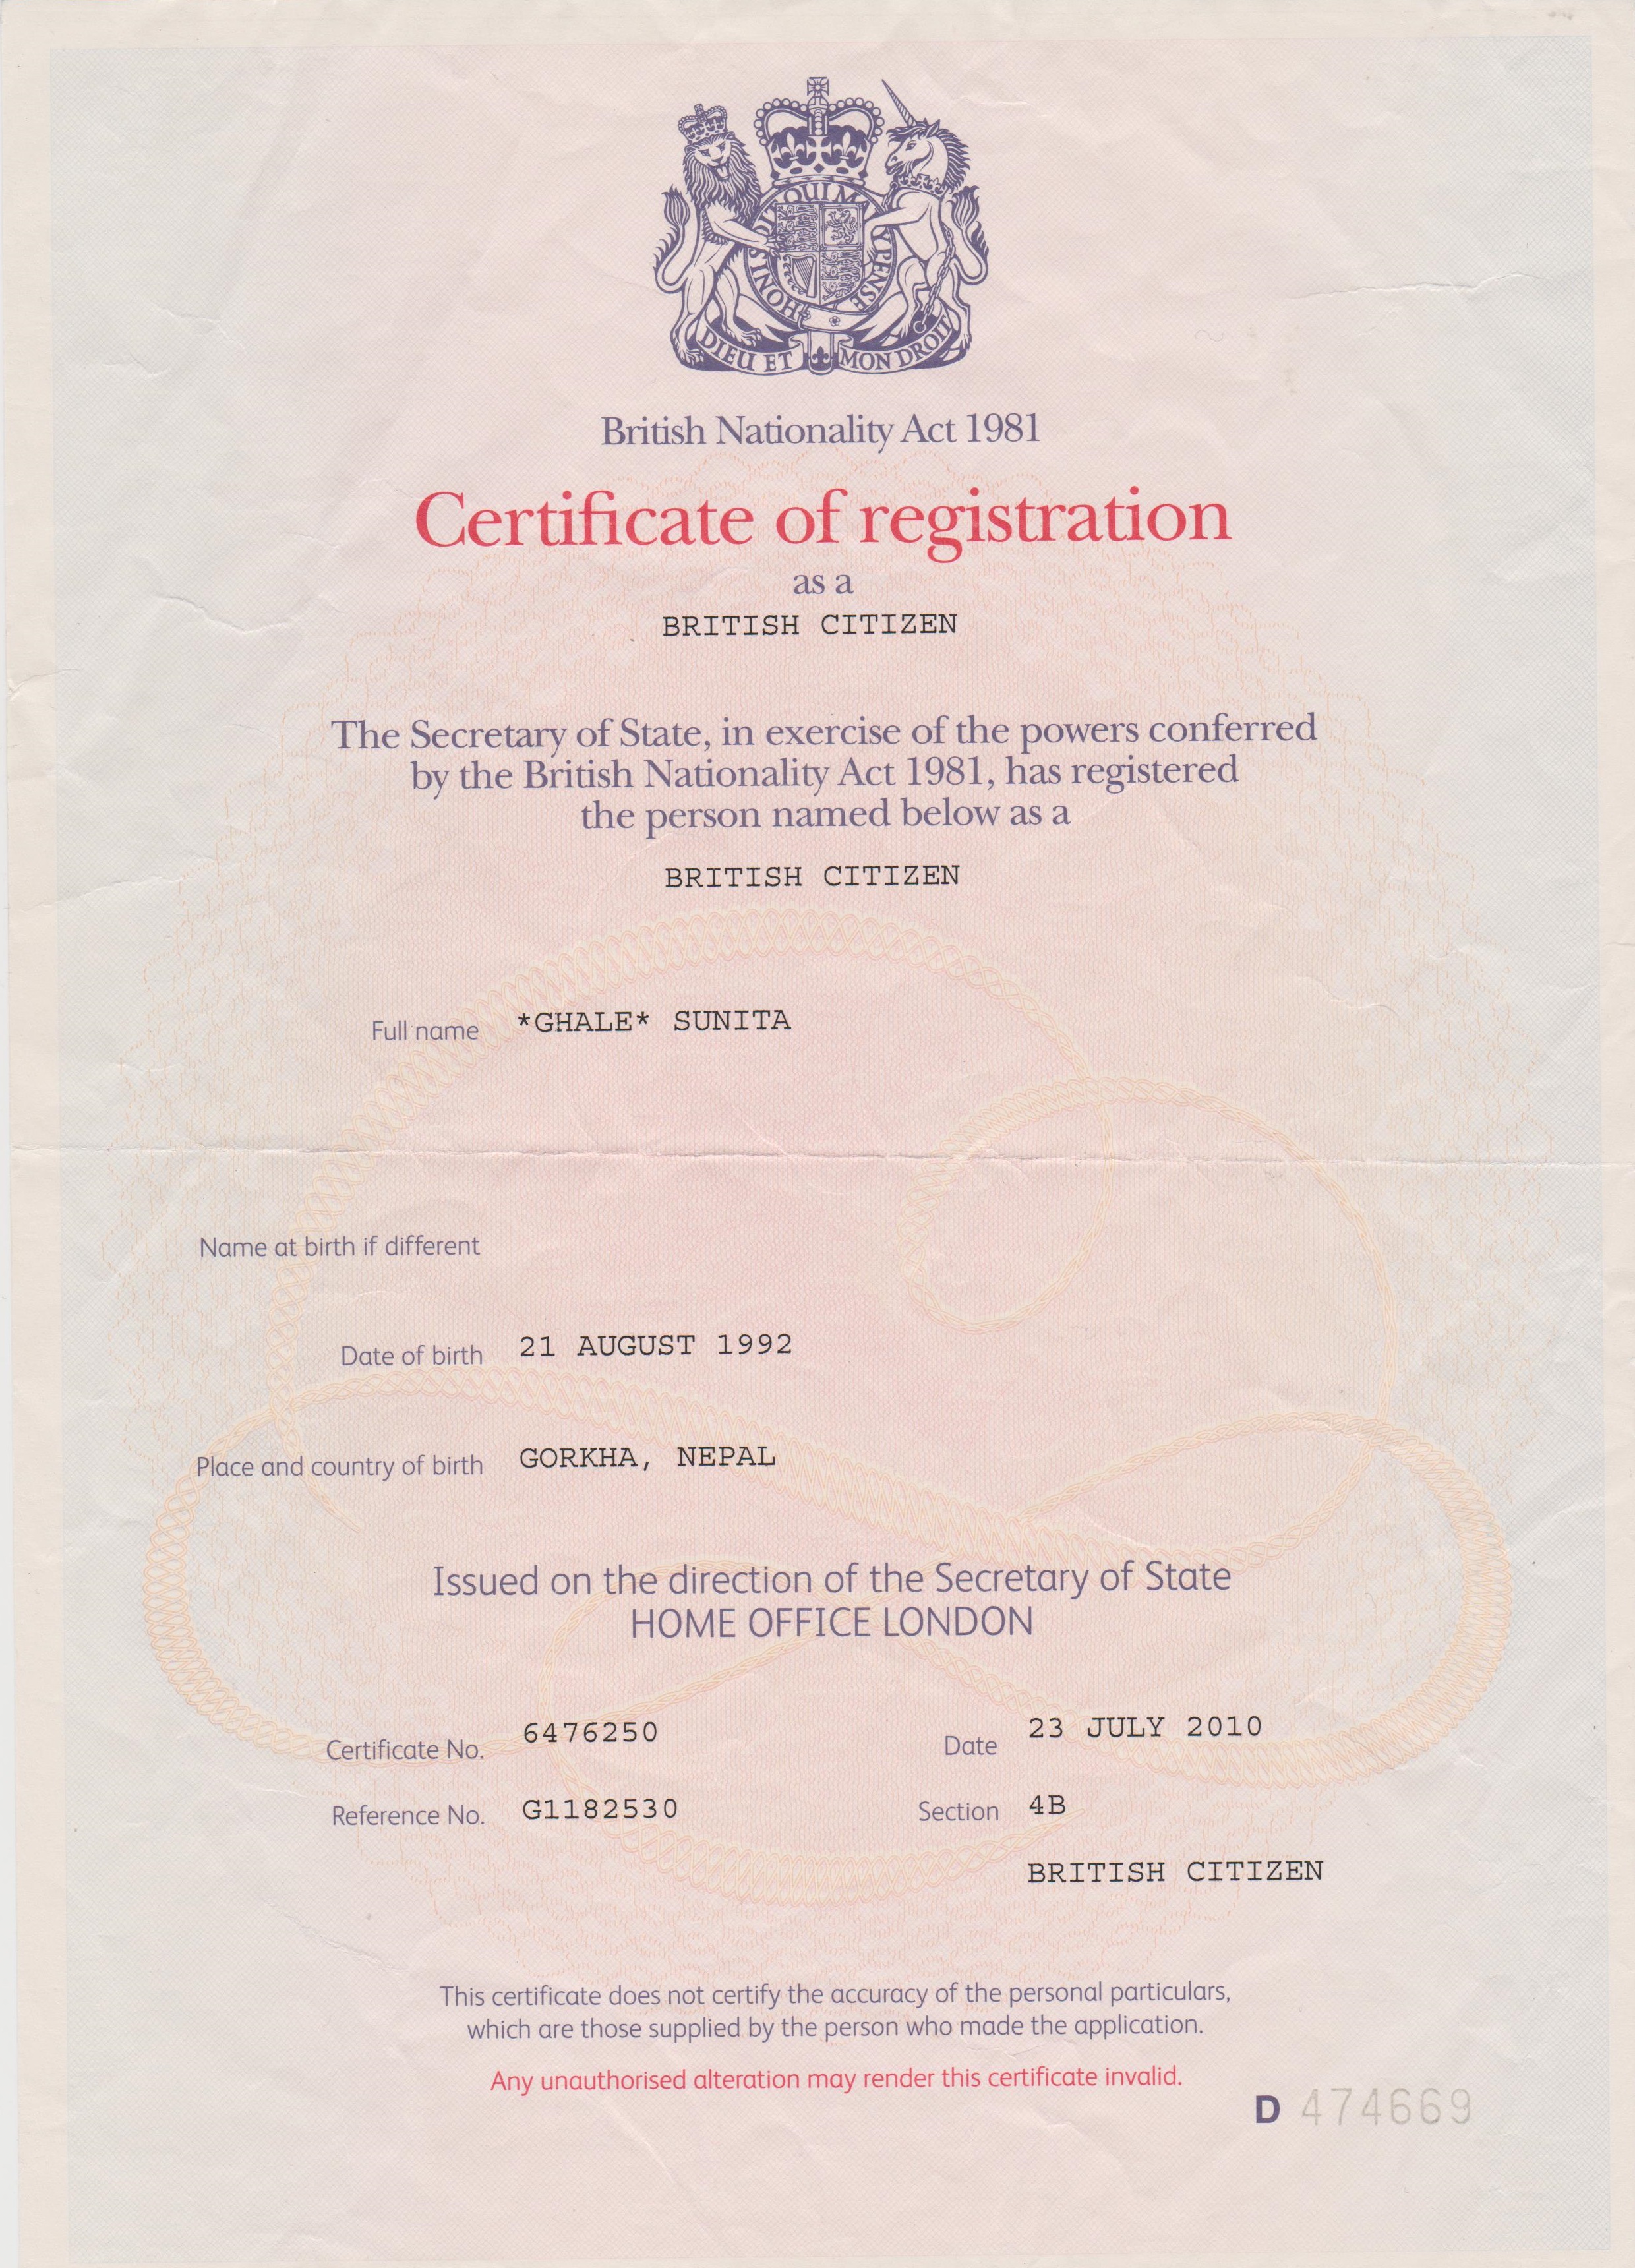 QUI M
Y PENSE
HONI S
DIEU ET MON DROIT
British Nationality Act 1981
Certificate of registration
as a
BRITISH CITIZEN
The Secretary of State, in exercise of the powers conferred
by the British Nationality Act 1981, has registered
the person named below as a
BRITISH CITIZEN
Full name *GHALE* SUNITA
Name at birth if different
Date of birth 21 AUGUST 1992
Place and country of birth GORKHA, NEPAL
Issued on the direction of the Secretary of State
HOME OFFICE LONDON
Certificate No. 6476250 Date 23 JULY 2010
Reference No. G1182530 Section 4B
BRITISH CITIZEN
This certificate does not certify the accuracy of the personal particulars,
which are those supplied by the person who made the application.
Any unauthorised alteration may render this certificate invalid.
D 474669